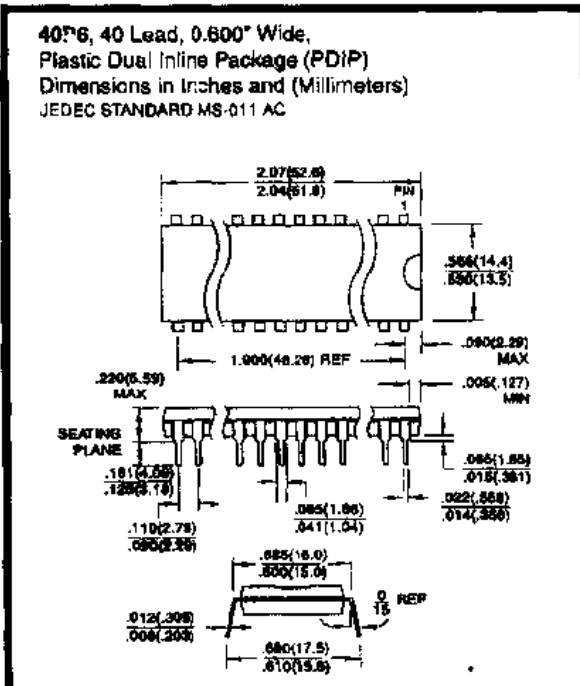 40P6, 40 Lead, 0.600" Wide,
Plastic Dual Inline Package (PDIP)
Dimensions in Inches and (Millimeters)
JEDEC STANDARD MS-011 AC
2.07(52.6)
2.04(51.8)
PIN
1
.566(14.4)
.530(13.5)
1.900(48.26) REF
.090(2.29)
MAX
.220(5.59)
MAX
.005(.127)
MIN
SEATING
PLANE
.065(1.65)
.015(.381)
.161(4.09)
.125(3.18)
.022(.559)
.014(.356)
.065(1.65)
.041(1.04)
.110(2.79)
.090(2.29)
.625(16.0)
.600(15.0)
0
15
REF
.012(.305)
.008(.203)
.690(17.5)
.610(15.5)